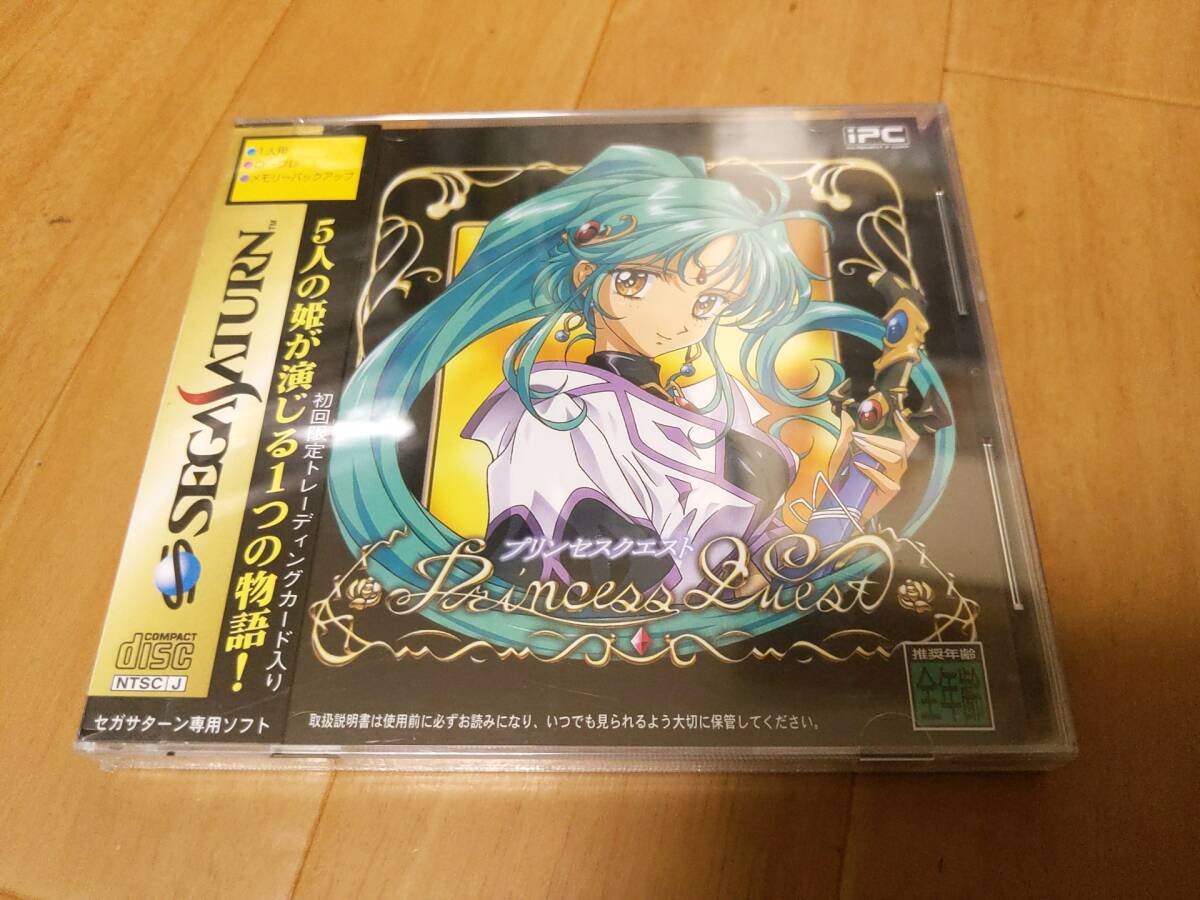 1人用
メモリーバックアップ
SEGA SATURN™
5人の姫が演じる1つの物語!
初回限定トレーディングカード入り
COMPACT
disc
NTSC J
セガサターン専用ソフト
iPC
プリンセスクエスト
Princess Quest
推奨年齢
全年齢
取扱説明書は使用前に必ずお読みになり、いつでも見られるよう大切に保管してください。